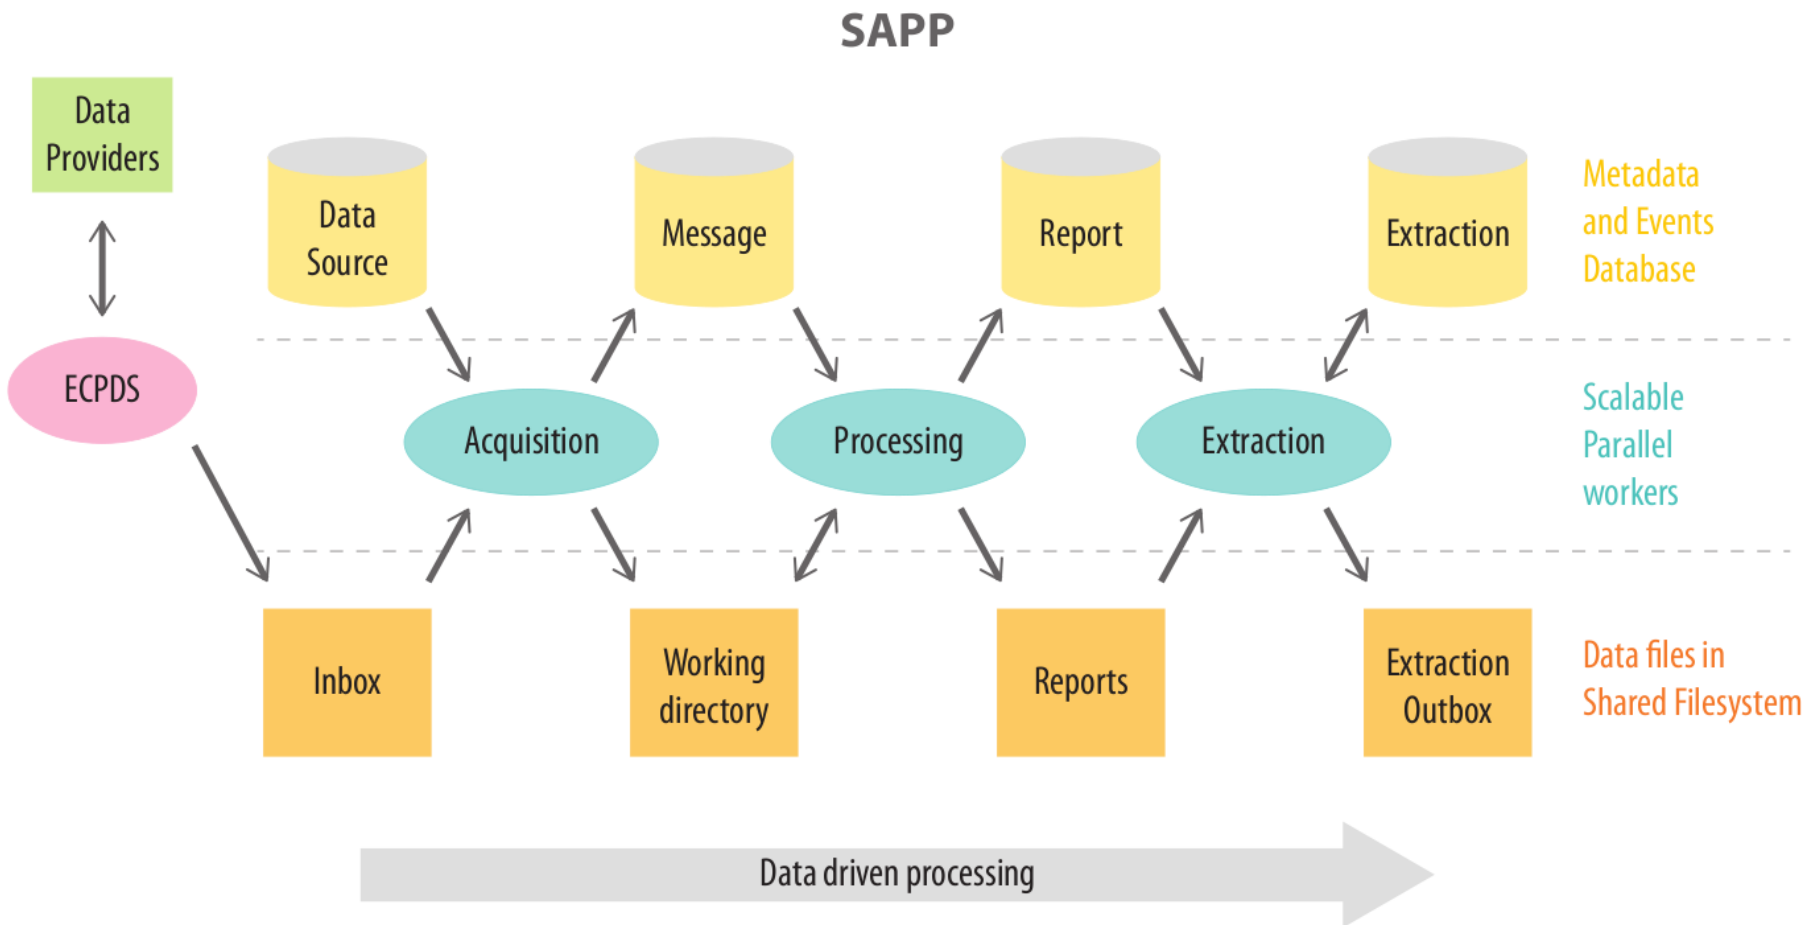 SAPP
Data
Providers
Data
Source
Message
Report
Extraction
Metadata
and Events
Database
ECPDS
Acquisition
Processing
Extraction
Scalable
Parallel
workers
Inbox
Working
directory
Reports
Extraction
Outbox
Data files in
Shared Filesystem
Data driven processing